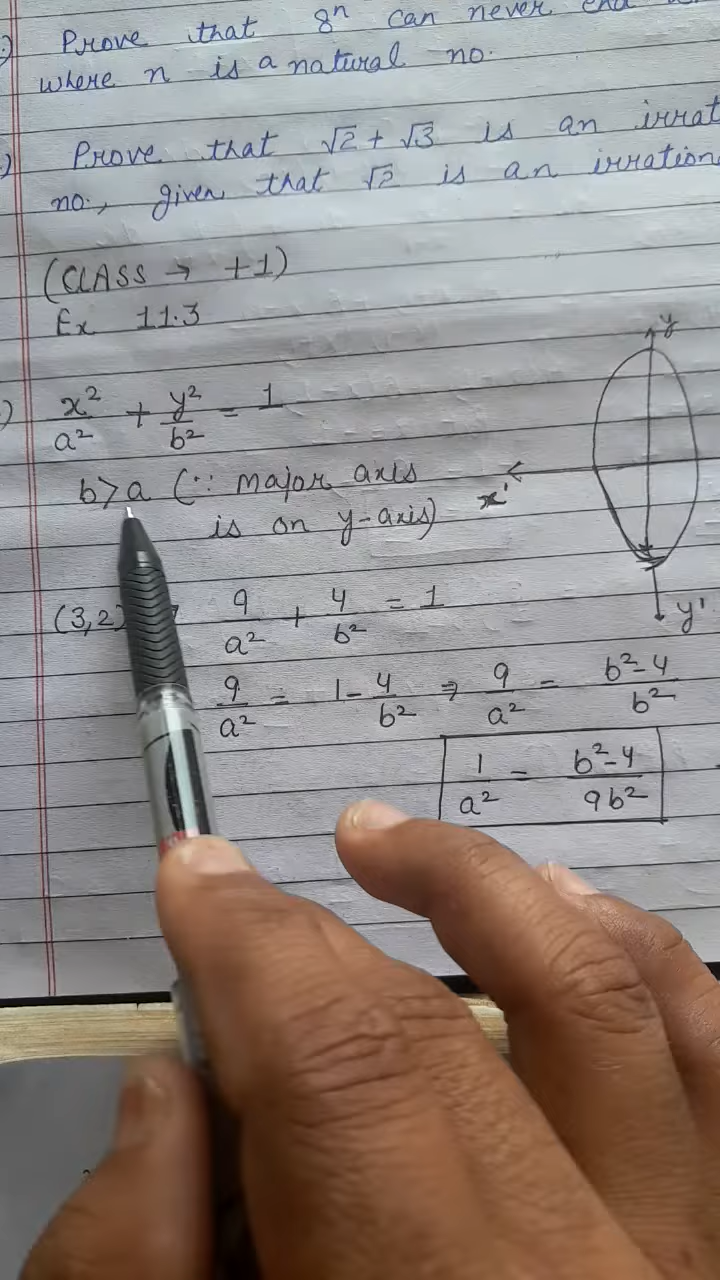 Prove that 8ⁿ can never end
where n is a natural no.
Prove that √2 + √3 is an irrat
no., given that √2 is an irration
(CLASS → +1)
Ex 11.3
x²/a² + y²/b² = 1
b > a (∵ major axis
is on y-axis)
y
x'
y'
(3,2) 9/a² + 4/b² = 1
9/a² = 1 - 4/b² ⇒ 9/a² = b²-4/b²
1/a² = b²-4/9b²